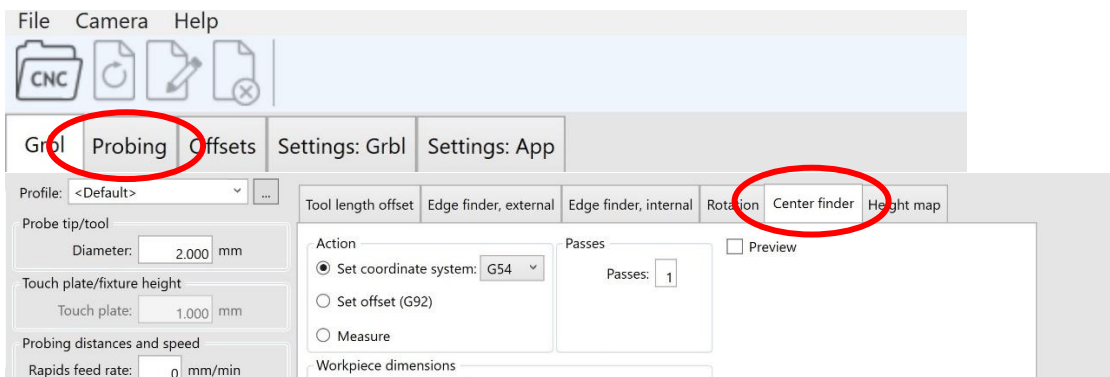 File Camera Help
CNC
Grbl Probing Offsets Settings: Grbl Settings: App
Profile: <Default> ... Tool length offset Edge finder, external Edge finder, internal Rotation Center finder Height map
Probe tip/tool
Diameter: 2.000 mm
Touch plate/fixture height
Touch plate: 1.000 mm
Probing distances and speed
Rapids feed rate: 0 mm/min
Action
Set coordinate system: G54
Set offset (G92)
Measure
Passes
Passes: 1
Preview
Workpiece dimensions